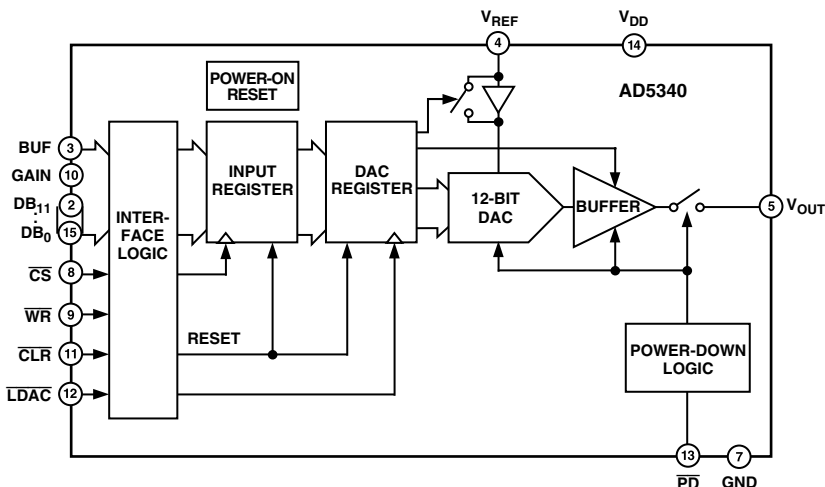 VREF
VDD
4
14
POWER-ON
RESET
AD5340
BUF
3
GAIN
10
DB11
2
.
.
DB0
15
CS
8
WR
9
CLR
11
LDAC
12
INTER-
FACE
LOGIC
INPUT
REGISTER
DAC
REGISTER
12-BIT
DAC
BUFFER
5
VOUT
RESET
POWER-DOWN
LOGIC
13
7
PD
GND